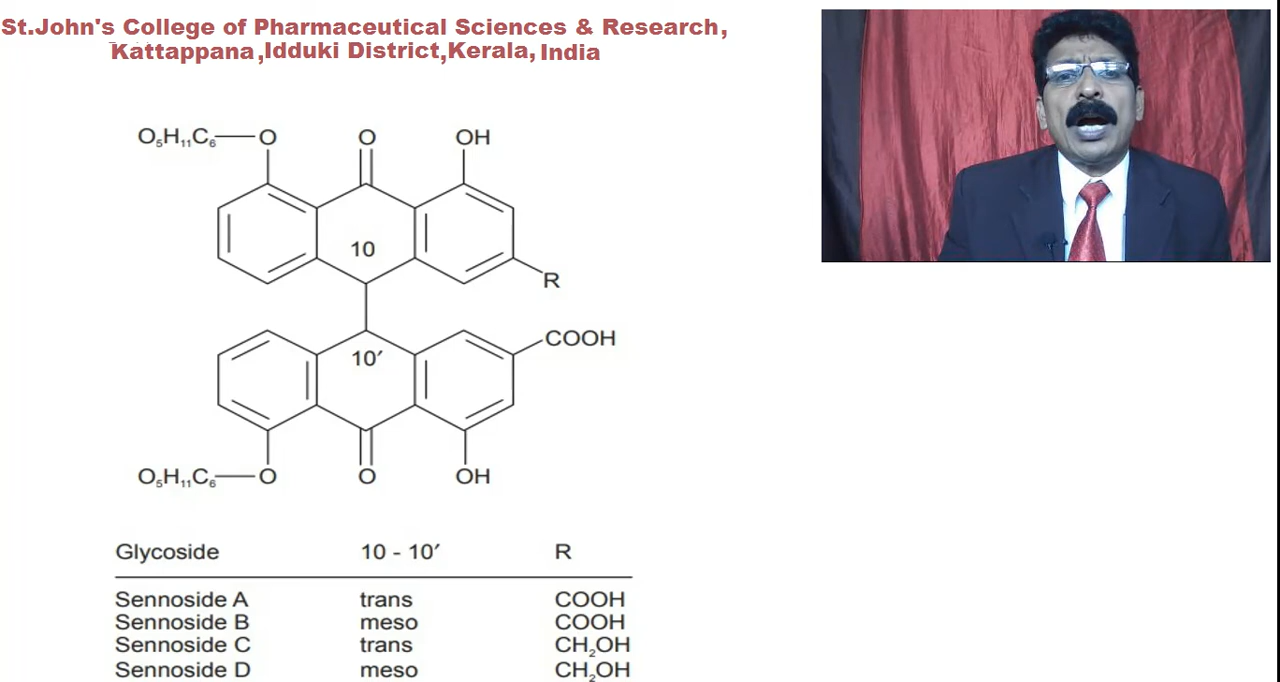 St.John's College of Pharmaceutical Sciences & Research,
Kattappana,Idduki District,Kerala, India
O₅H₁₁C₆ O O OH
10
R
COOH
10′
O₅H₁₁C₆ O O OH
Glycoside 10 - 10′ R
Sennoside A trans COOH
Sennoside B meso COOH
Sennoside C trans CH₂OH
Sennoside D meso CH₂OH